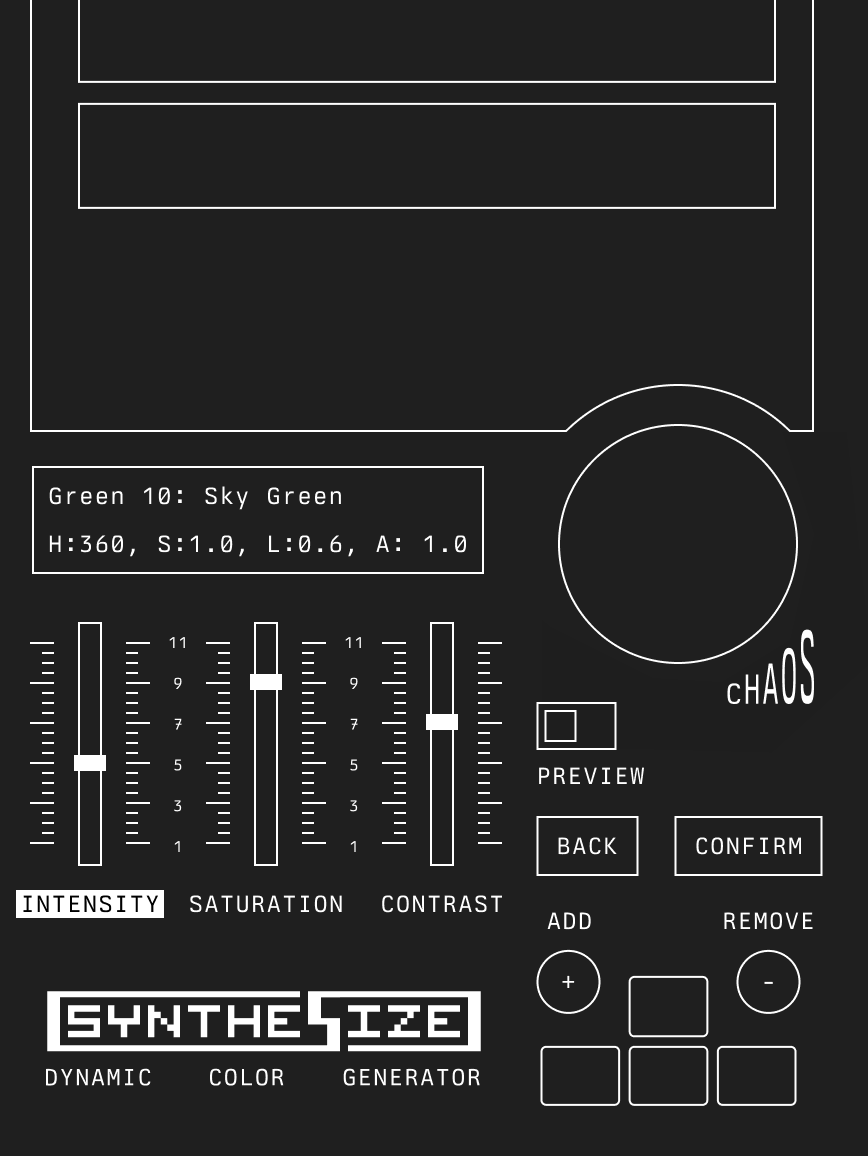 Green 10: Sky Green
H:360, S:1.0, L:0.6, A: 1.0
CHAOS
11 11
9 9
7 7
5 5
3 3
1 1
PREVIEW
BACK CONFIRM
INTENSITY SATURATION CONTRAST
ADD REMOVE
+ -
SYNTHESIZE
DYNAMIC COLOR GENERATOR